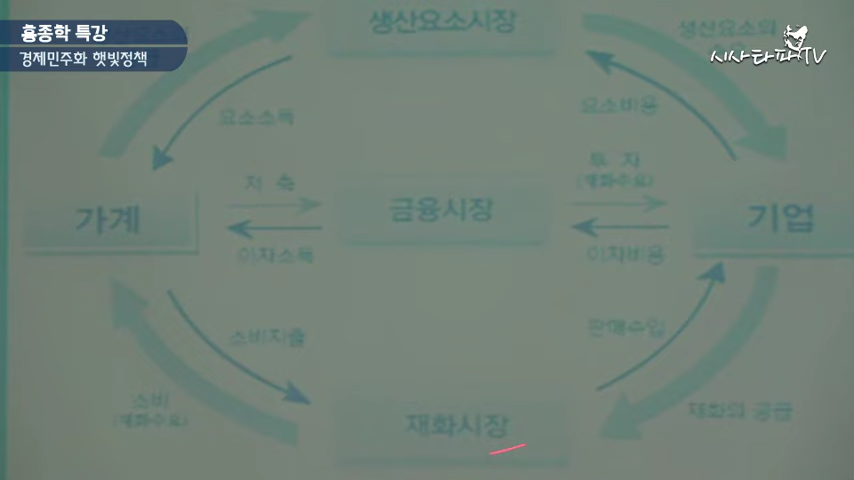 홍종학 특강
경제민주화 햇빛정책
시사타파TV
생산요소시장
생산요소의
요소소득
요소비용
가계
저 축
금융시장
투 자
(재화수요)
기업
이자소득
이자비용
소비지출
판매수입
소비
(재화수요)
재화시장
재화의 공급